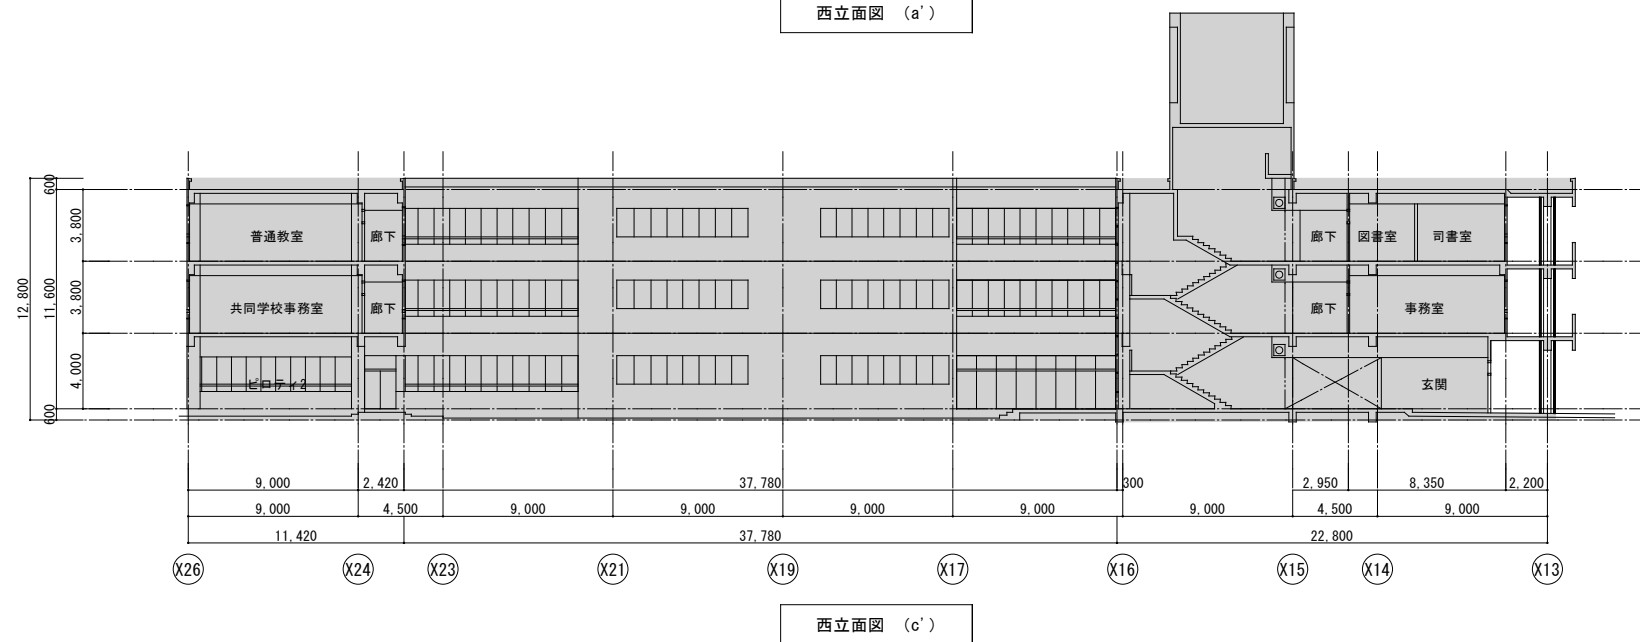 西立面図 (a')
600
3,800
3,800
4,000
600
11,600
12,800
普通教室
廊下
廊下
図書室
司書室
共同学校事務室
廊下
廊下
事務室
ピロティ2
玄関
9,000
2,420
37,780
300
2,950
8,350
2,200
9,000
4,500
9,000
9,000
9,000
9,000
9,000
4,500
9,000
11,420
37,780
22,800
X26
X24
X23
X21
X19
X17
X16
X15
X14
X13
西立面図 (c')